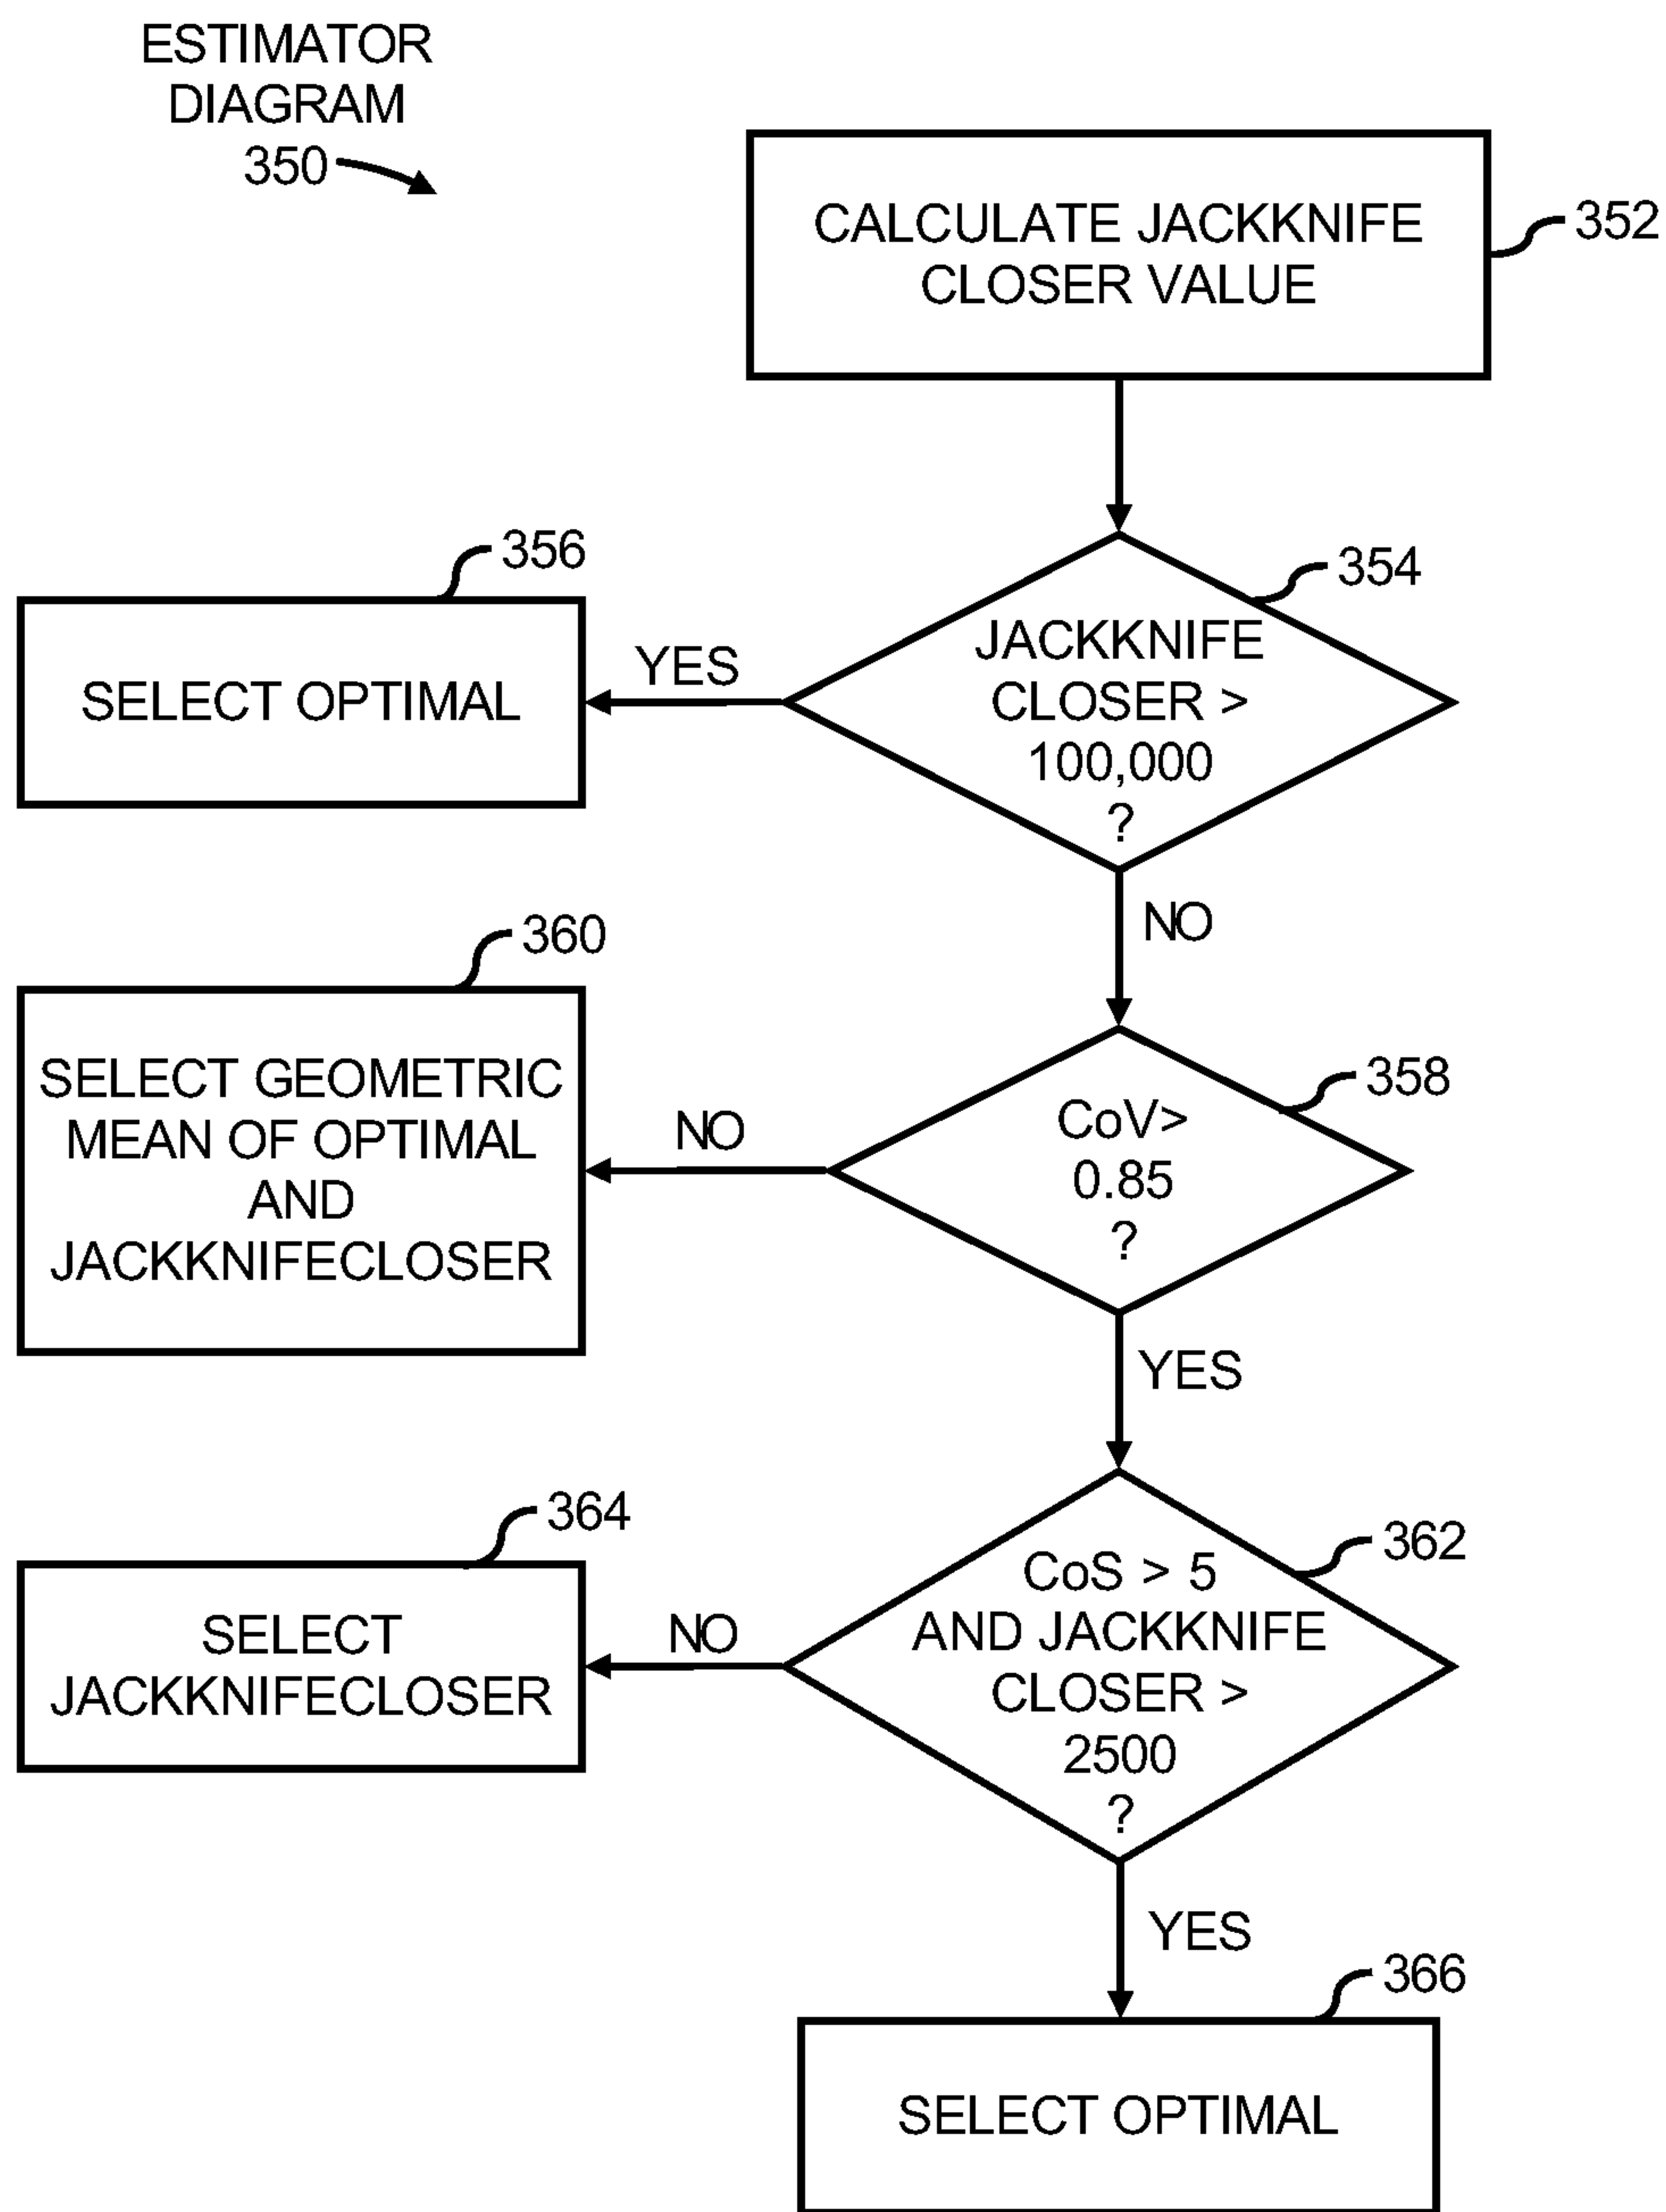 ESTIMATOR
DIAGRAM
350
CALCULATE JACKKNIFE
CLOSER VALUE
352
354
JACKKNIFE
CLOSER >
100,000
?
YES
356
SELECT OPTIMAL
NO
358
CoV>
0.85
?
NO
360
SELECT GEOMETRIC
MEAN OF OPTIMAL
AND
JACKKNIFECLOSER
YES
362
CoS > 5
AND JACKKNIFE
CLOSER >
2500
?
NO
364
SELECT
JACKKNIFECLOSER
YES
366
SELECT OPTIMAL